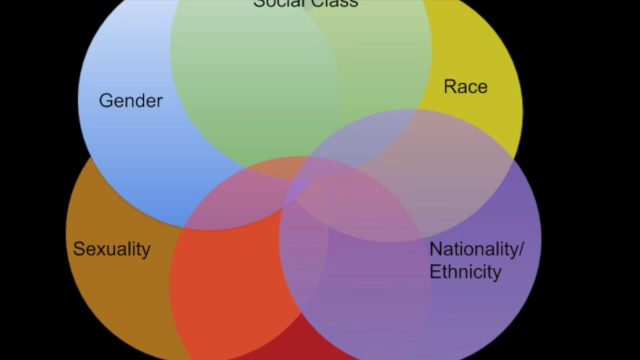 Social Class
Race
Gender
Sexuality
Nationality/
Ethnicity